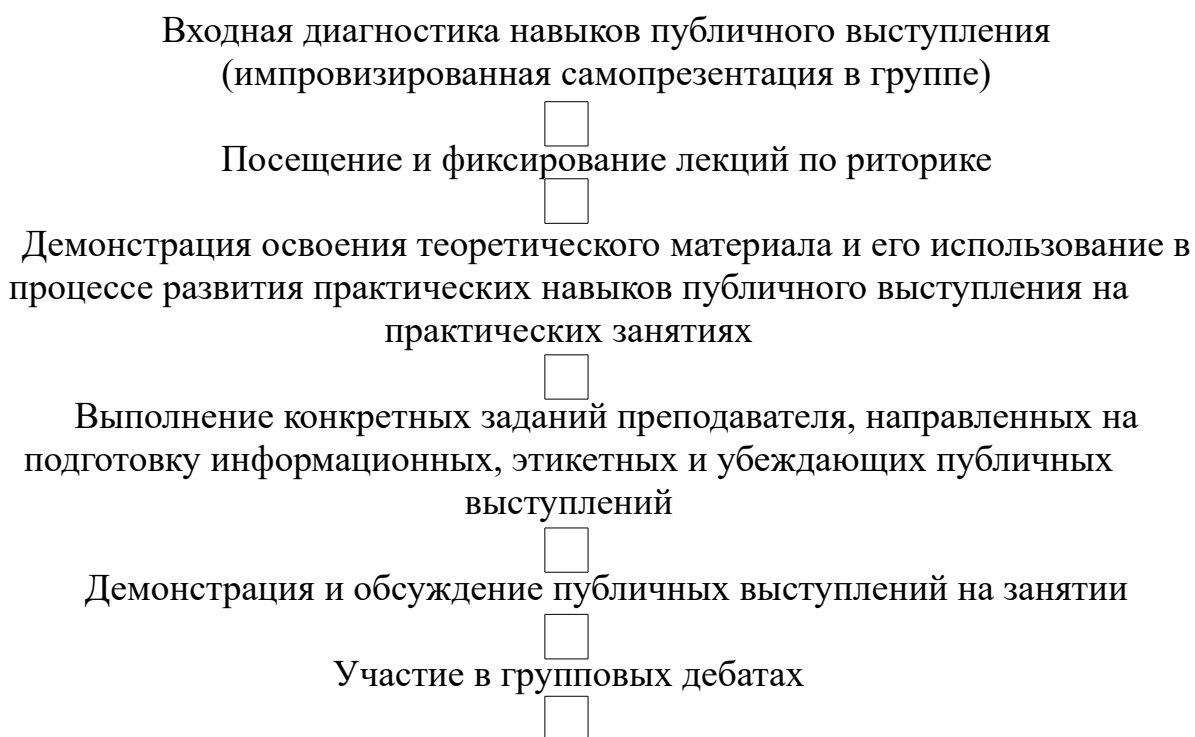 Входная диагностика навыков публичного выступления
(импровизированная самопрезентация в группе)
Посещение и фиксирование лекций по риторике
Демонстрация освоения теоретического материала и его использование в
процессе развития практических навыков публичного выступления на
практических занятиях
Выполнение конкретных заданий преподавателя, направленных на
подготовку информационных, этикетных и убеждающих публичных
выступлений
Демонстрация и обсуждение публичных выступлений на занятии
Участие в групповых дебатах